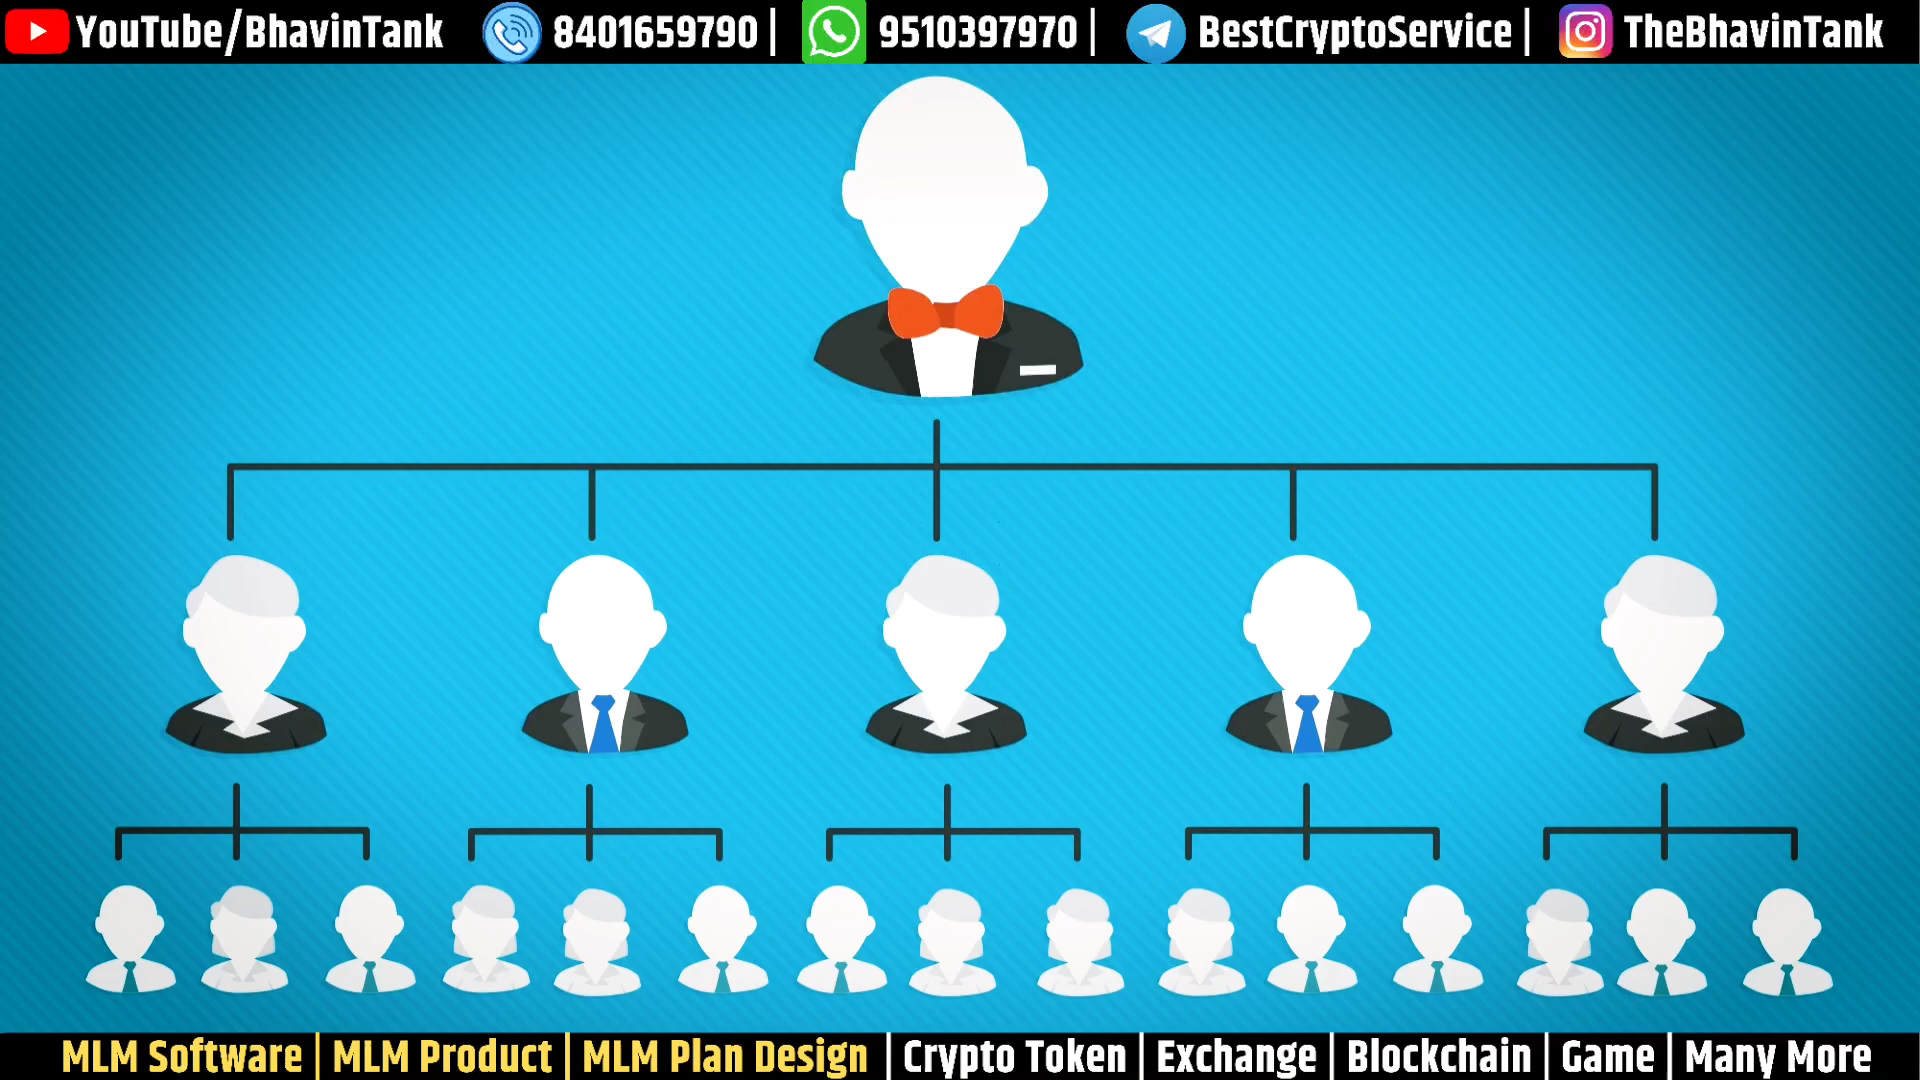 YouTube/BhavinTank 8401659790 | 9510397970 | BestCryptoService | TheBhavinTank
MLM Software | MLM Product | MLM Plan Design | Crypto Token | Exchange | Blockchain | Game | Many More